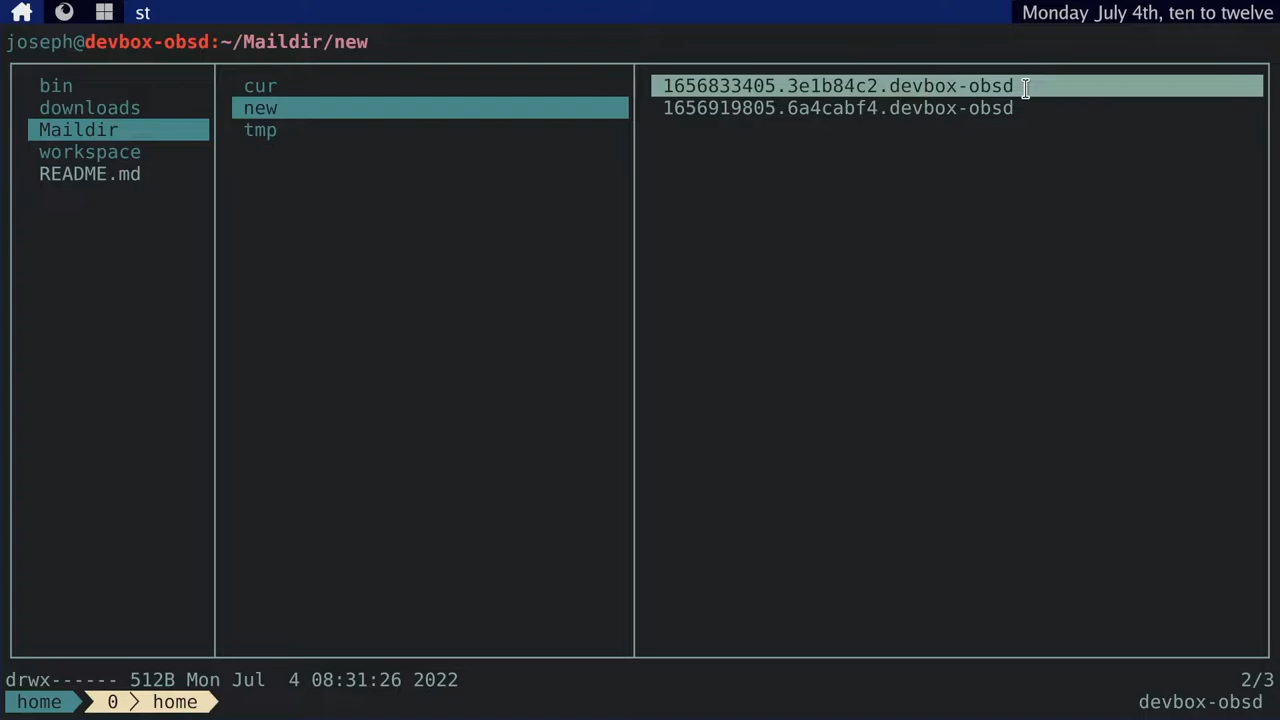 st
Monday July 4th, ten to twelve
joseph@devbox-obsd:~/Maildir/new
bin
downloads
Maildir
workspace
README.md
cur
new
tmp
1656833405.3e1b84c2.devbox-obsd
1656919805.6a4cabf4.devbox-obsd
drwx------ 512B Mon Jul  4 08:31:26 2022
2/3
home
0
home
devbox-obsd